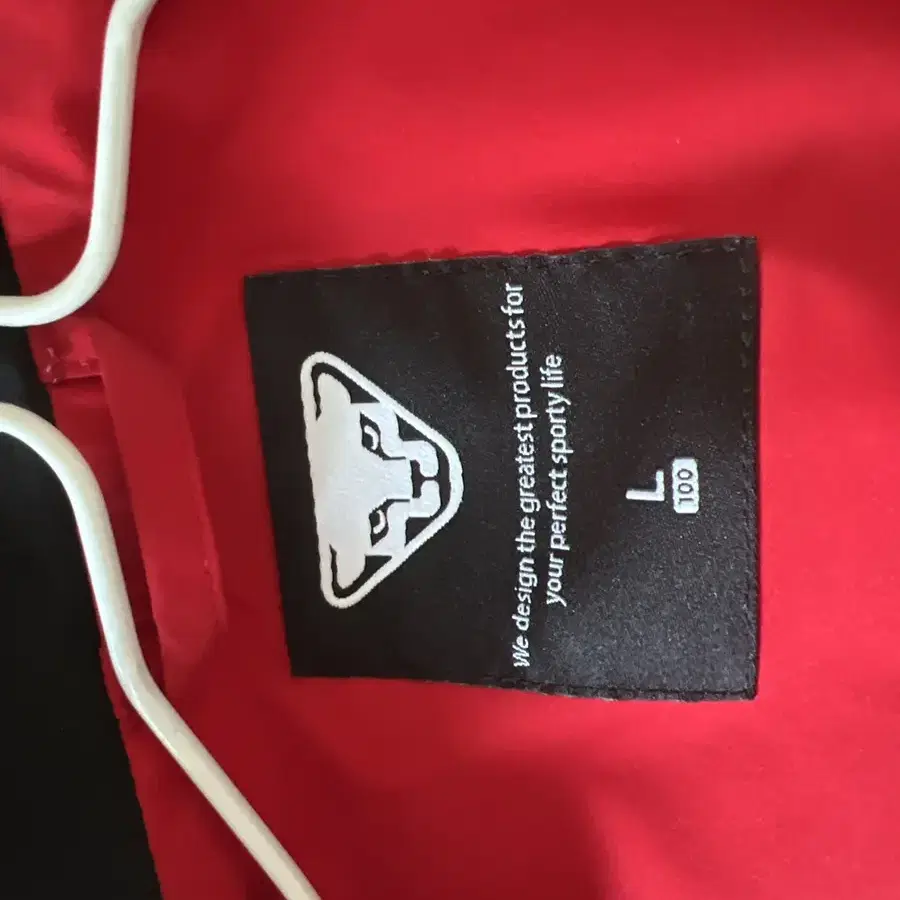 We design the greatest products for
your perfect sporty life
L
100